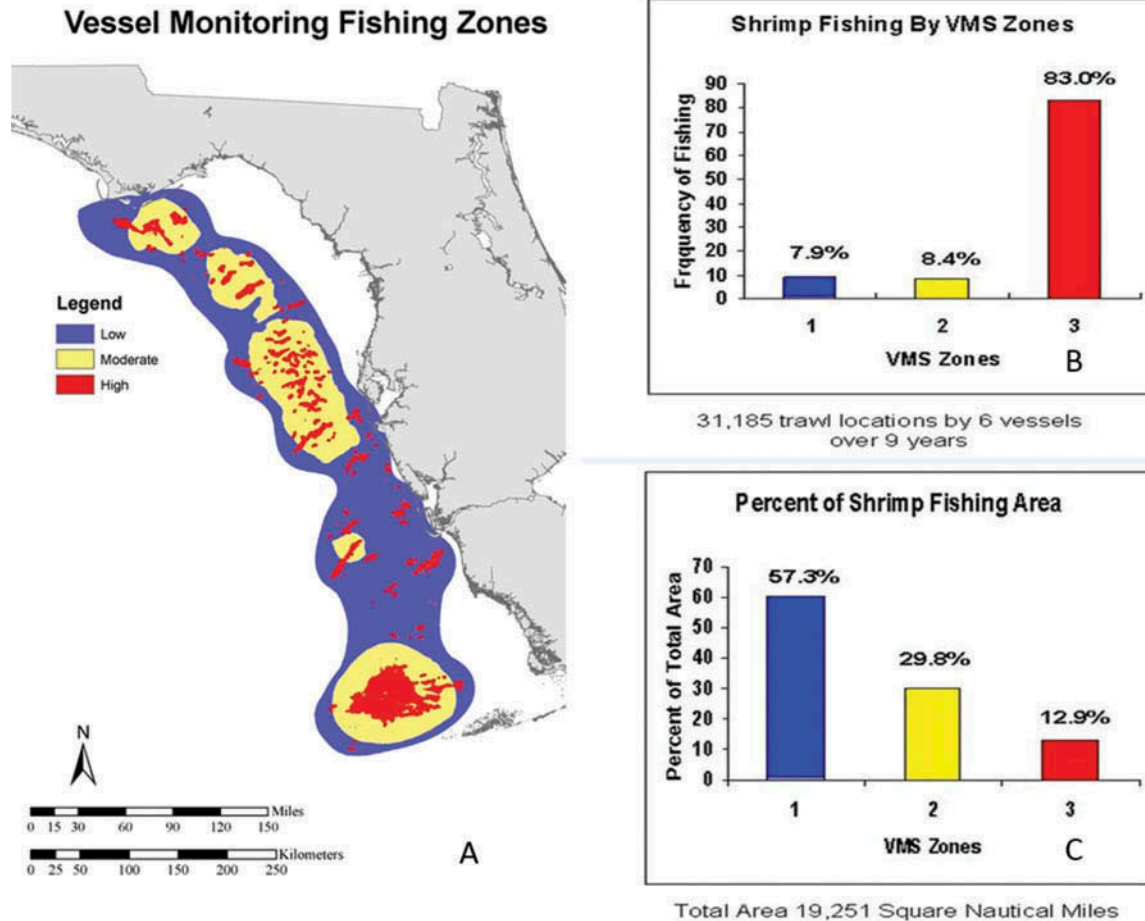 Vessel Monitoring Fishing Zones
Legend
Low
Moderate
High
N
Miles
0 15 30 60 90 120 150
Kilometers
0 25 50 100 150 200 250
A
Shrimp Fishing By VMS Zones
Frqquency of Fishing
90
80
70
60
50
40
30
20
10
0
7.9%
8.4%
83.0%
1 2 3
VMS Zones
B
31,185 trawl locations by 6 vessels
over 9 years
Percent of Shrimp Fishing Area
Percent of Total Area
70
60
50
40
30
20
10
0
57.3%
29.8%
12.9%
1 2 3
VMS Zones
C
Total Area 19,251 Square Nautical Miles